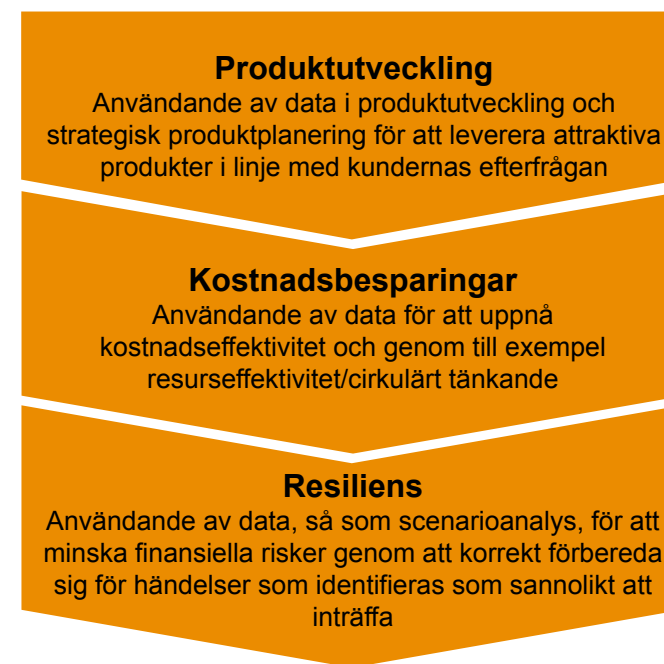 Produktutveckling
Användande av data i produktutveckling och
strategisk produktplanering för att leverera attraktiva
produkter i linje med kundernas efterfrågan
Kostnadsbesparingar
Användande av data för att uppnå
kostnadseffektivitet och genom till exempel
resurseffektivitet/cirkulärt tänkande
Resiliens
Användande av data, så som scenarioanalys, för att
minska finansiella risker genom att korrekt förbereda
sig för händelser som identifieras som sannolikt att
inträffa